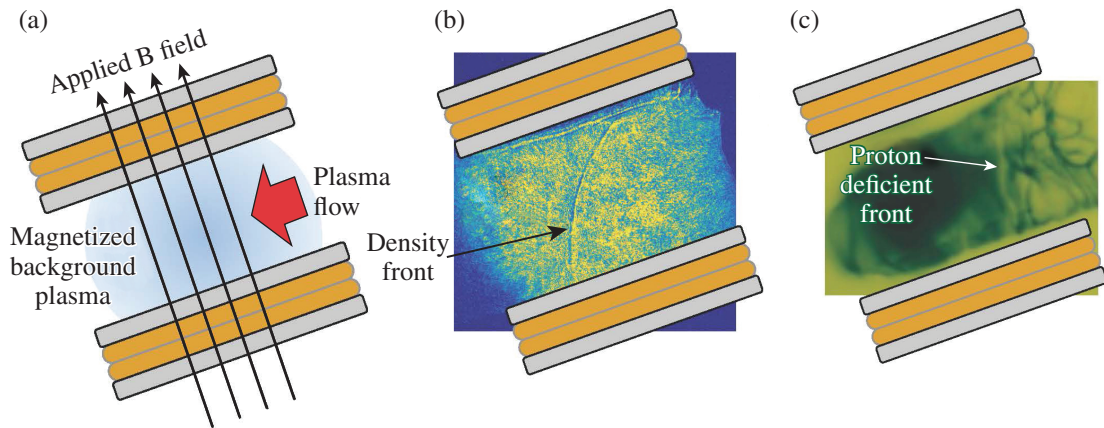 (a)
Applied B field
Plasma
flow
Magnetized
background
plasma
(b)
Density
front
(c)
Proton
deficient
front